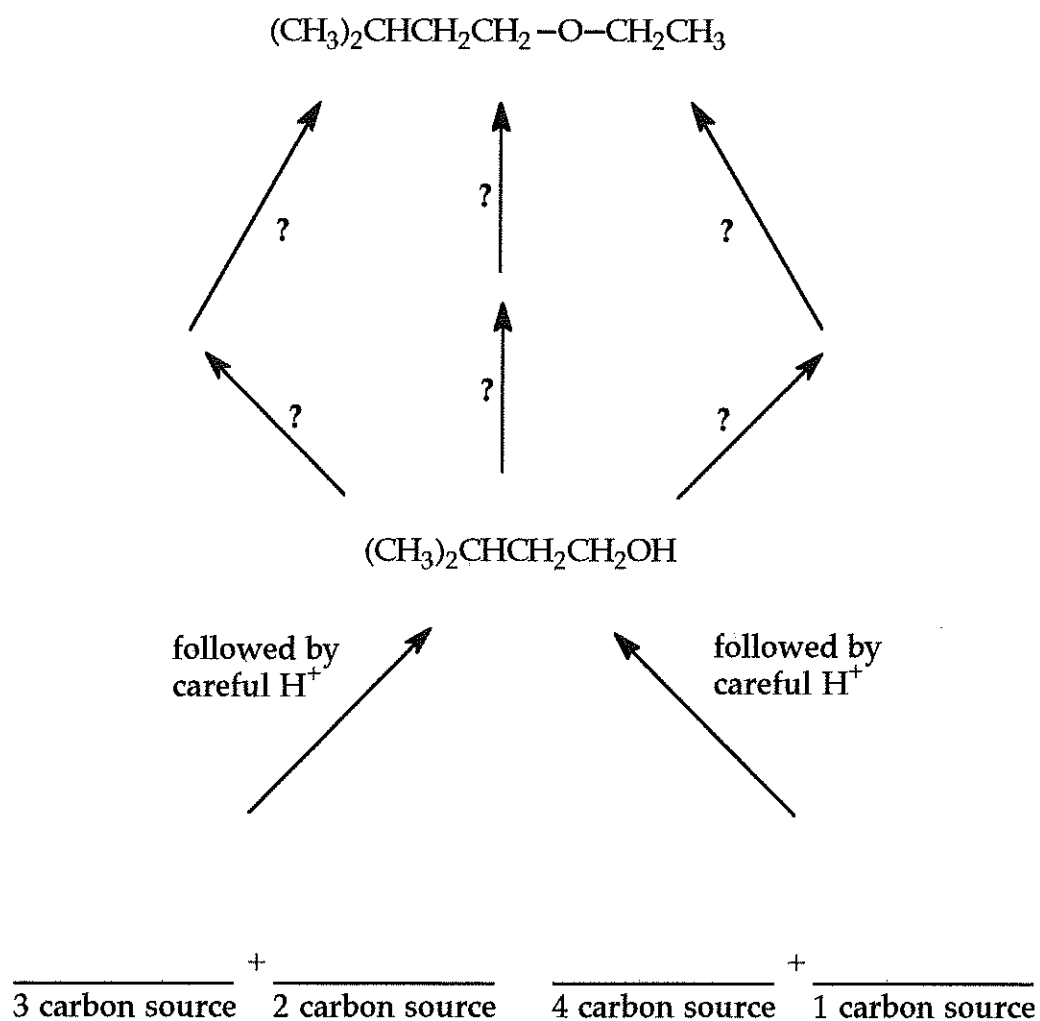 (CH₃)₂CHCH₂CH₂–O–CH₂CH₃
?
?
?
?
?
?
(CH₃)₂CHCH₂CH₂OH
followed by
careful H⁺
followed by
careful H⁺
+
+
3 carbon source
2 carbon source
4 carbon source
1 carbon source